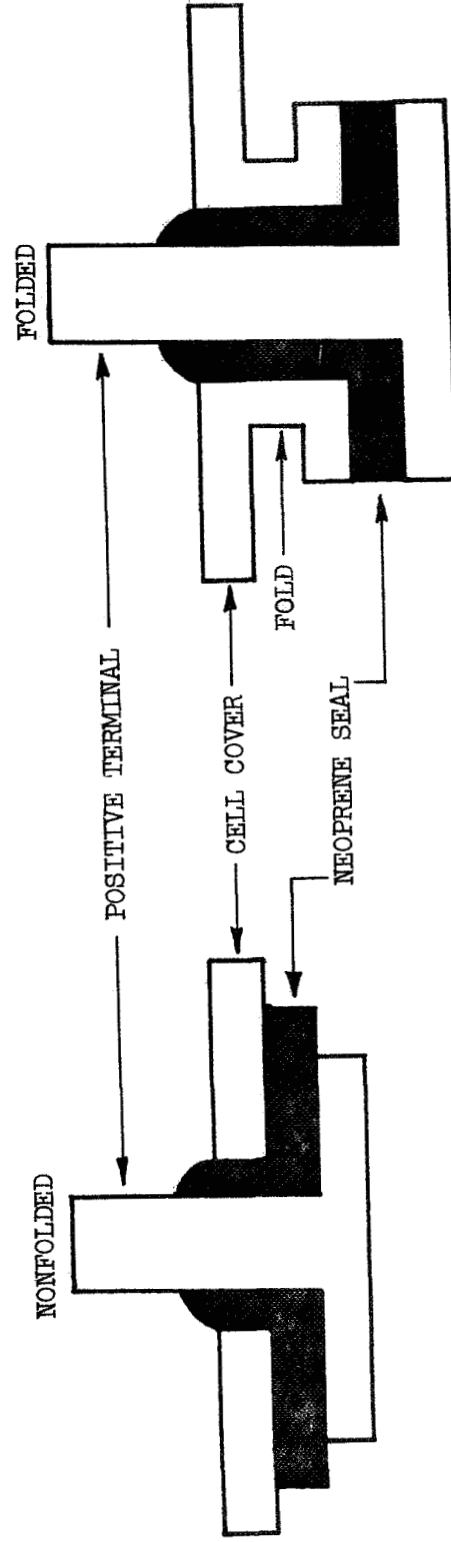 NONFOLDED
FOLDED
POSITIVE TERMINAL
CELL COVER
FOLD
NEOPRENE SEAL